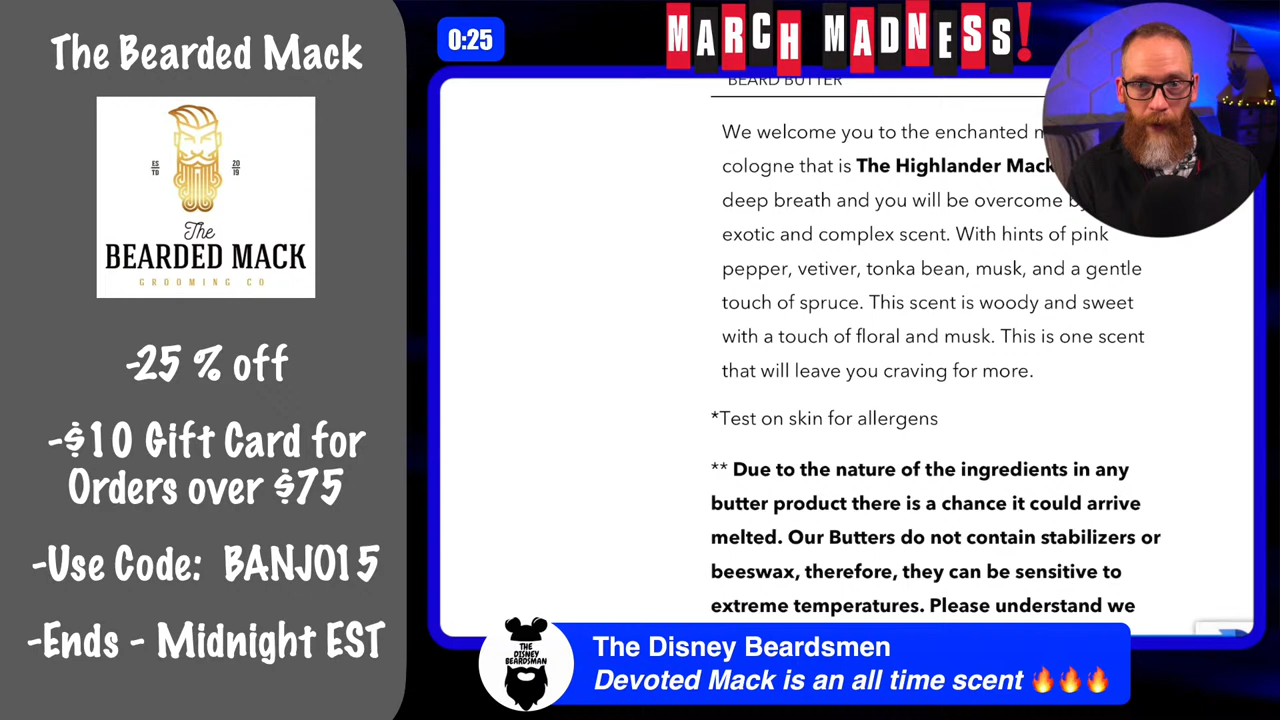 The Bearded Mack
ES
TD
20
19
The
BEARDED MACK
GROOMING CO
-25 % off
-$10 Gift Card for
Orders over $75
-Use Code: BANJO15
-Ends - Midnight EST
0:25
MARCH MADNESS!
BEARD BUTTER
We welcome you to the enchanted
cologne that is The Highlander Mack
deep breath and you will be overcome
exotic and complex scent. With hints of pink
pepper, vetiver, tonka bean, musk, and a gentle
touch of spruce. This scent is woody and sweet
with a touch of floral and musk. This is one scent
that will leave you craving for more.
*Test on skin for allergens
** Due to the nature of the ingredients in any
butter product there is a chance it could arrive
melted. Our Butters do not contain stabilizers or
beeswax, therefore, they can be sensitive to
extreme temperatures. Please understand we
THE
DISNEY
BEARDSMAN
The Disney Beardsmen
Devoted Mack is an all time scent 🔥🔥🔥